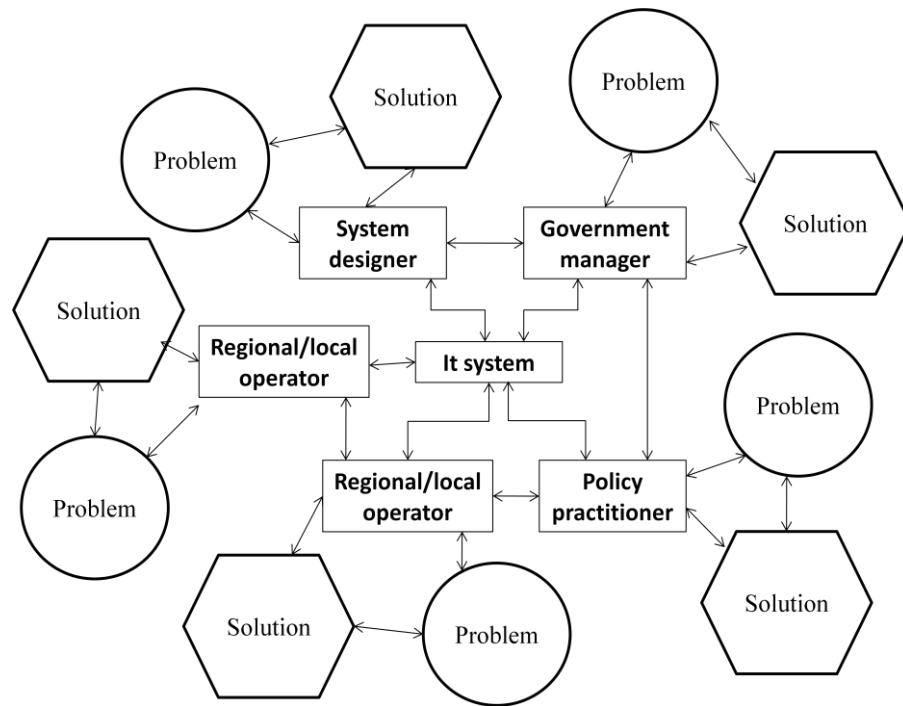 Solution
Problem
Problem
System
designer
Government
manager
Solution
Solution
Regional/local
operator
It system
Problem
Problem
Regional/local
operator
Policy
practitioner
Solution
Solution
Problem